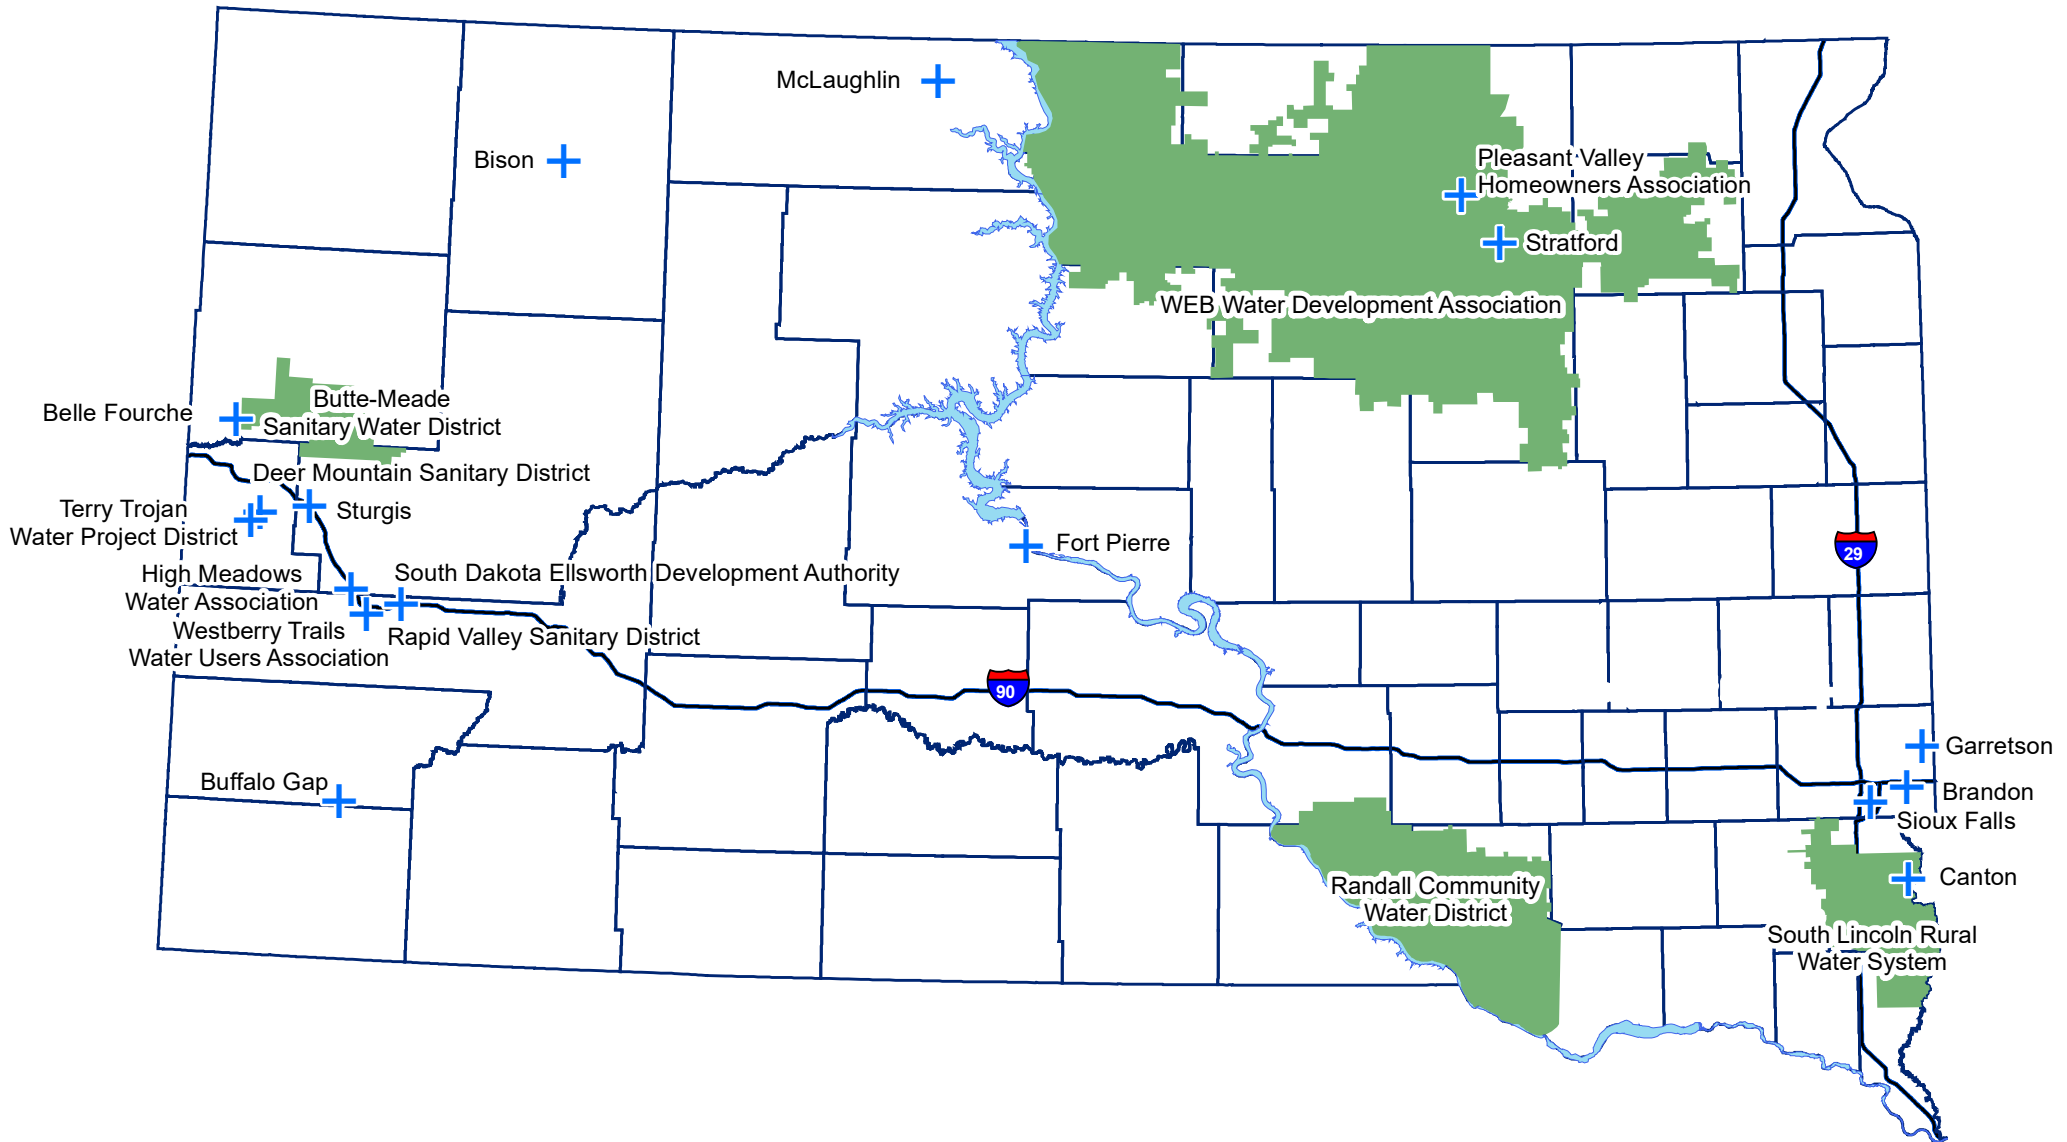 McLaughlin
Bison
Pleasant Valley
Homeowners Association
Stratford
WEB Water Development Association
Butte-Meade
Sanitary Water District
Belle Fourche
Deer Mountain Sanitary District
Terry Trojan
Water Project District
Sturgis
Fort Pierre
29
High Meadows
Water Association
South Dakota Ellsworth Development Authority
Westberry Trails
Water Users Association
Rapid Valley Sanitary District
90
Garretson
Buffalo Gap
Brandon
Sioux Falls
Randall Community
Water District
Canton
South Lincoln Rural
Water System